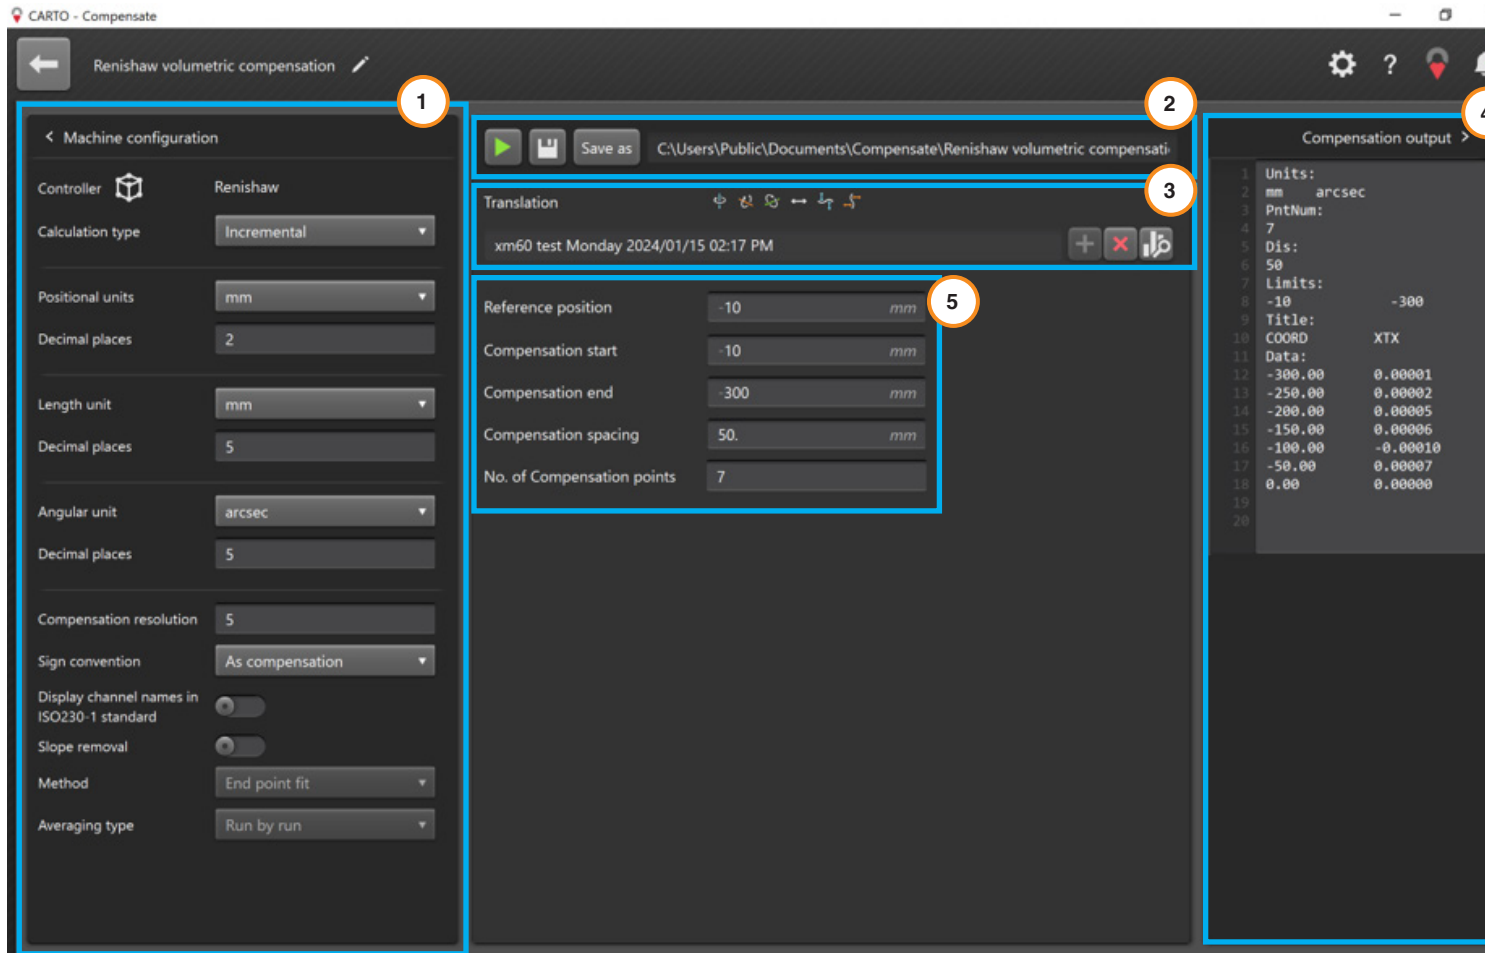 CARTO - Compensate
Renishaw volumetric compensation
?
1
2
4
Machine configuration
Controller Renishaw
Calculation type Incremental
Positional units mm
Decimal places 2
Length unit mm
Decimal places 5
Angular unit arcsec
Decimal places 5
Compensation resolution 5
Sign convention As compensation
Display channel names in
ISO230-1 standard
Slope removal
Method End point fit
Averaging type Run by run
Save as C:\Users\Public\Documents\Compensate\Renishaw volumetric compensati
3
Translation
xm60 test Monday 2024/01/15 02:17 PM
5
Reference position -10 mm
Compensation start -10 mm
Compensation end -300 mm
Compensation spacing 50. mm
No. of Compensation points 7
Compensation output
1 Units:
2 mm arcsec
3 PntNum:
4 7
5 Dis:
6 50
7 Limits:
8 -10 -300
9 Title:
10 COORD XTX
11 Data:
12 -300.00 0.00001
13 -250.00 0.00002
14 -200.00 0.00005
15 -150.00 0.00006
16 -100.00 -0.00010
17 -50.00 0.00007
18 0.00 0.00000
19
20